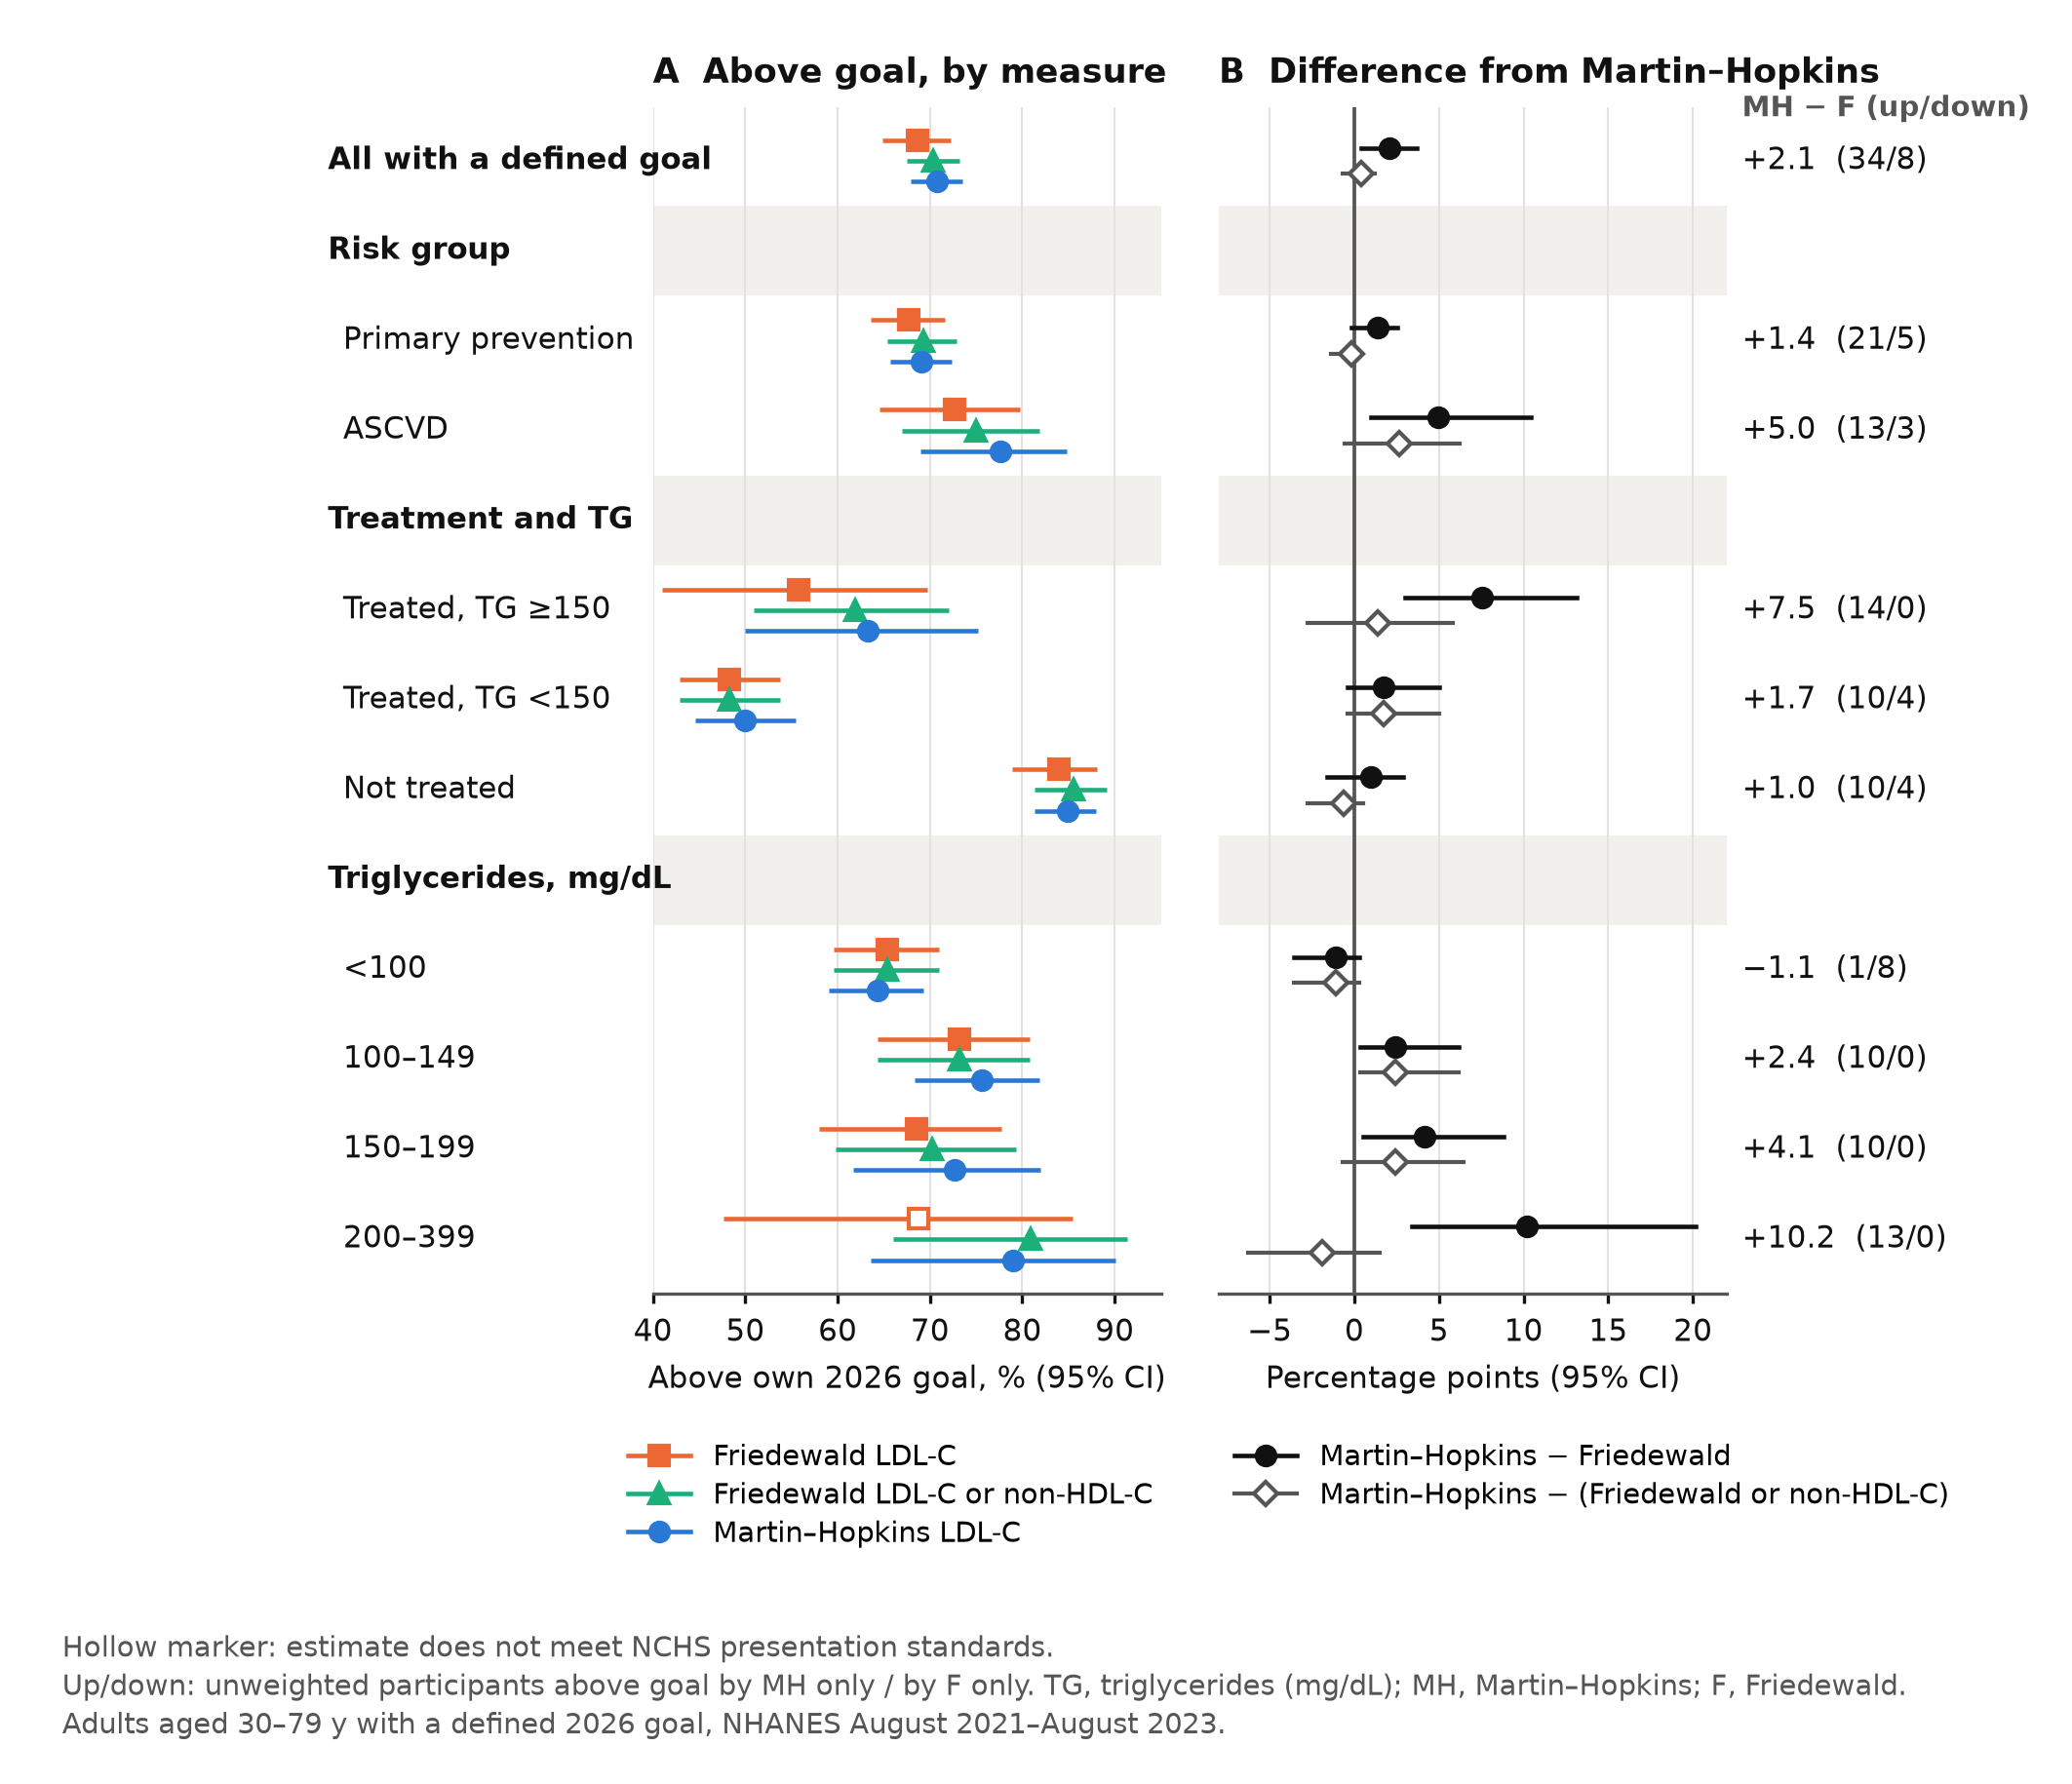 A  Above goal, by measure
B  Difference from Martin–Hopkins
MH − F (up/down)
All with a defined goal
+2.1  (34/8)
Risk group
Primary prevention
+1.4  (21/5)
ASCVD
+5.0  (13/3)
Treatment and TG
Treated, TG ≥150
+7.5  (14/0)
Treated, TG <150
+1.7  (10/4)
Not treated
+1.0  (10/4)
Triglycerides, mg/dL
<100
−1.1  (1/8)
100–149
+2.4  (10/0)
150–199
+4.1  (10/0)
200–399
+10.2  (13/0)
40 50 60 70 80 90
−5 0 5 10 15 20
Above own 2026 goal, % (95% CI)
Percentage points (95% CI)
Friedewald LDL-C
Friedewald LDL-C or non-HDL-C
Martin–Hopkins LDL-C
Martin–Hopkins − Friedewald
Martin–Hopkins − (Friedewald or non-HDL-C)
Hollow marker: estimate does not meet NCHS presentation standards.
Up/down: unweighted participants above goal by MH only / by F only. TG, triglycerides (mg/dL); MH, Martin–Hopkins; F, Friedewald.
Adults aged 30–79 y with a defined 2026 goal, NHANES August 2021–August 2023.